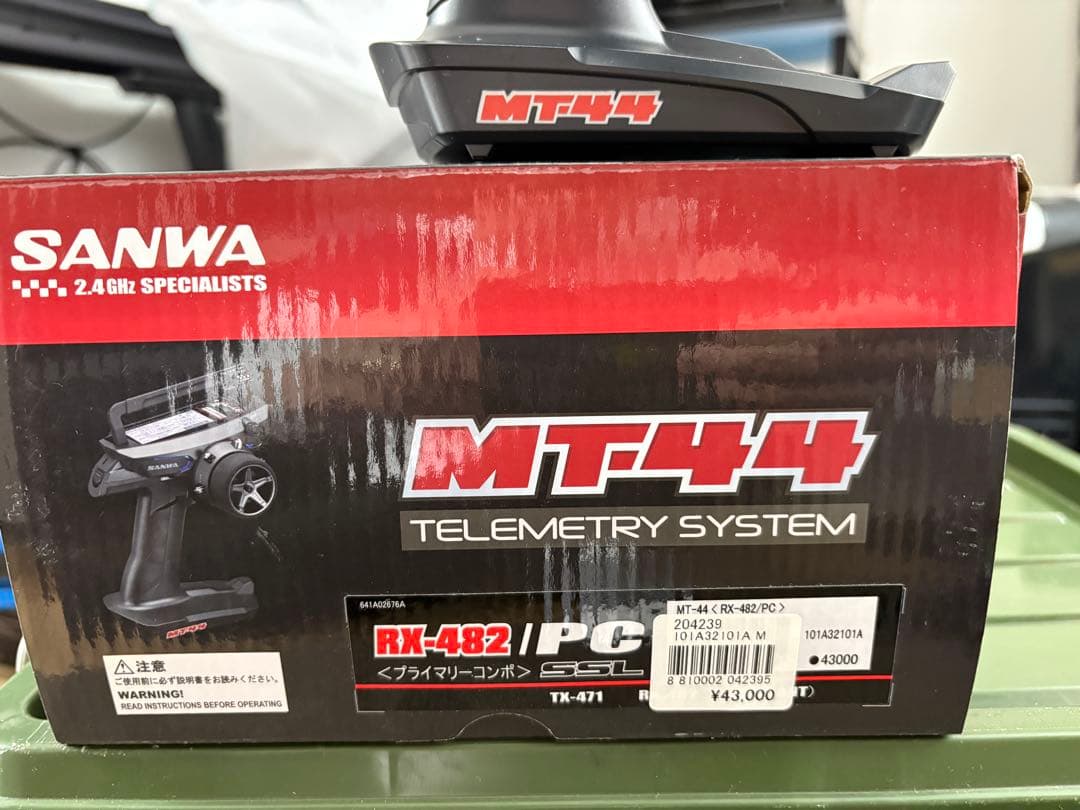 MT-44
SANWA
2.4GHz SPECIALISTS
SANWA
MT-44
MT-44
TELEMETRY SYSTEM
641A02676A
RX-482/PC
<プライマリーコンポ> SSL
TX-471
MT-44<RX-482/PC>
204239
101A32101A M
8 810002 042395
¥43,000
101A32101A
●43000
注意
ご使用前に必ず説明書をお読みください。
WARNING!
READ INSTRUCTIONS BEFORE OPERATING